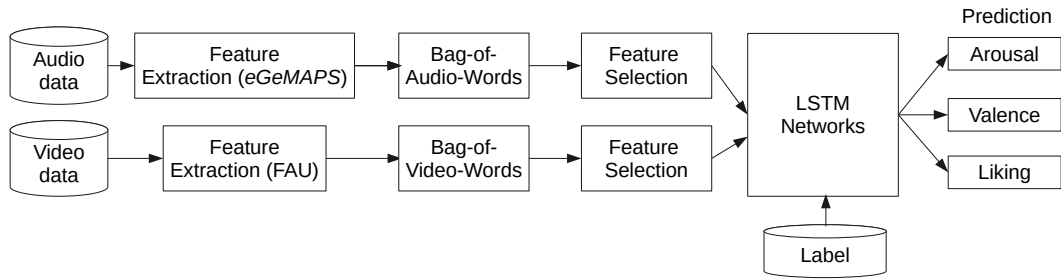 Prediction
Audio
data
Feature
Extraction (eGeMAPS)
Bag-of-
Audio-Words
Feature
Selection
LSTM
Networks
Arousal
Valence
Liking
Video
data
Feature
Extraction (FAU)
Bag-of-
Video-Words
Feature
Selection
Label